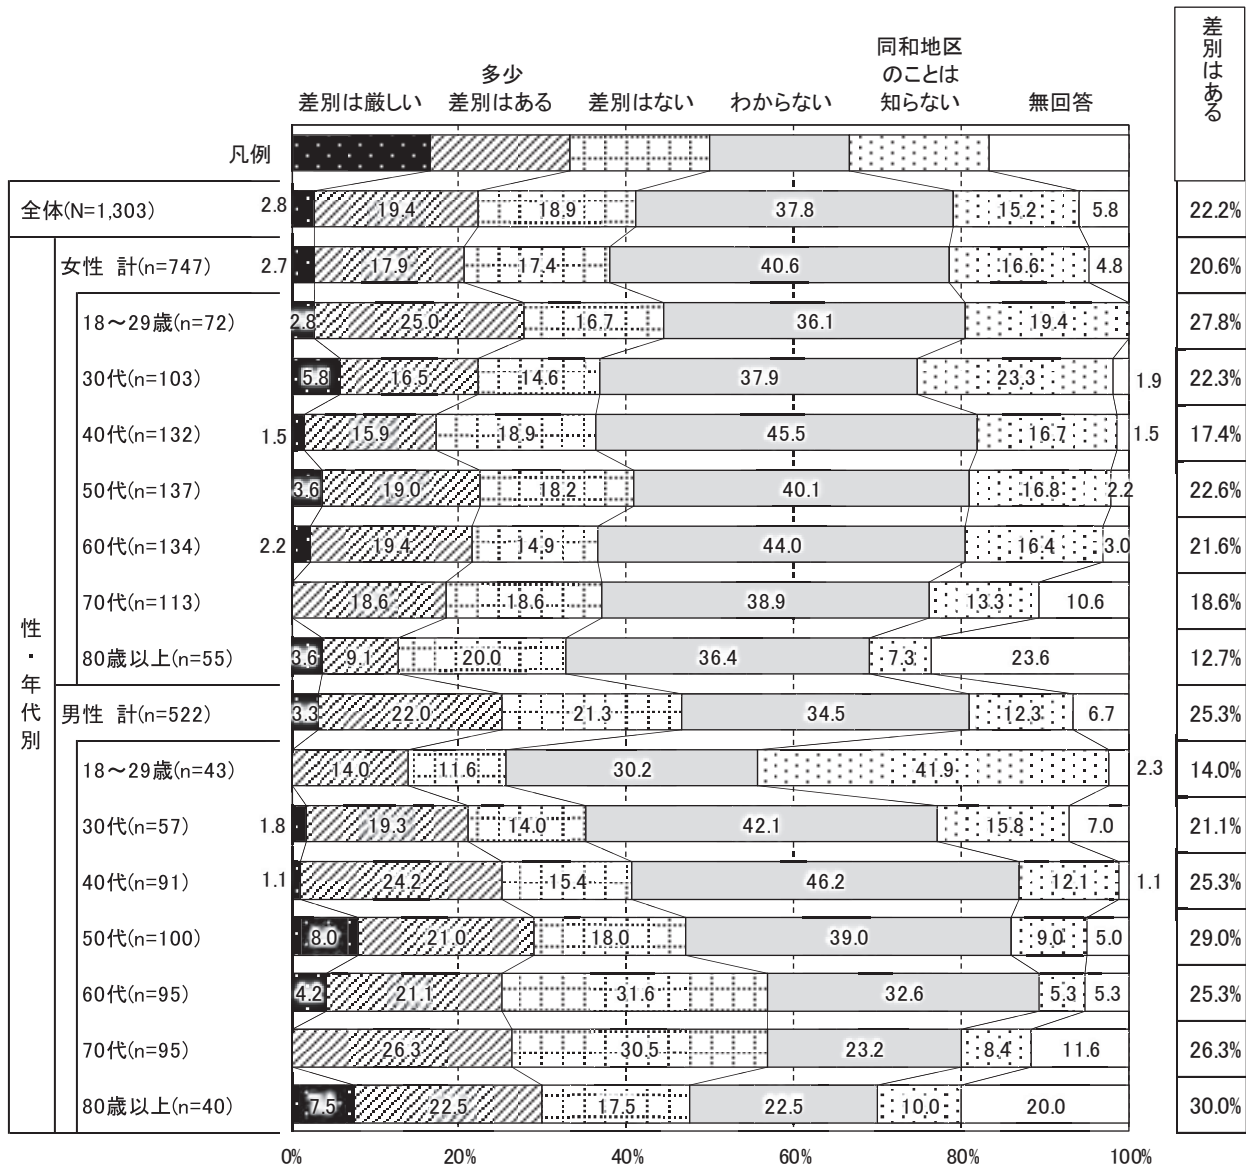 差別は厳しい
多少
差別はある
差別はない
わからない
同和地区
のことは
知らない
無回答
差別はある
凡例
全体(N=1,303) 2.8 19.4 18.9 37.8 15.2 5.8 22.2%
性・年代別
女性 計(n=747) 2.7 17.9 17.4 40.6 16.6 4.8 20.6%
18～29歳(n=72) 2.8 25.0 16.7 36.1 19.4 27.8%
30代(n=103) 5.8 16.5 14.6 37.9 23.3 1.9 22.3%
40代(n=132) 1.5 15.9 18.9 45.5 16.7 1.5 17.4%
50代(n=137) 3.6 19.0 18.2 40.1 16.8 2.2 22.6%
60代(n=134) 2.2 19.4 14.9 44.0 16.4 3.0 21.6%
70代(n=113) 18.6 18.6 38.9 13.3 10.6 18.6%
80歳以上(n=55) 3.6 9.1 20.0 36.4 7.3 23.6 12.7%
男性 計(n=522) 3.3 22.0 21.3 34.5 12.3 6.7 25.3%
18～29歳(n=43) 14.0 11.6 30.2 41.9 2.3 14.0%
30代(n=57) 1.8 19.3 14.0 42.1 15.8 7.0 21.1%
40代(n=91) 1.1 24.2 15.4 46.2 12.1 1.1 25.3%
50代(n=100) 8.0 21.0 18.0 39.0 9.0 5.0 29.0%
60代(n=95) 4.2 21.1 31.6 32.6 5.3 5.3 25.3%
70代(n=95) 26.3 30.5 23.2 8.4 11.6 26.3%
80歳以上(n=40) 7.5 22.5 17.5 22.5 10.0 20.0 30.0%
0% 20% 40% 60% 80% 100%